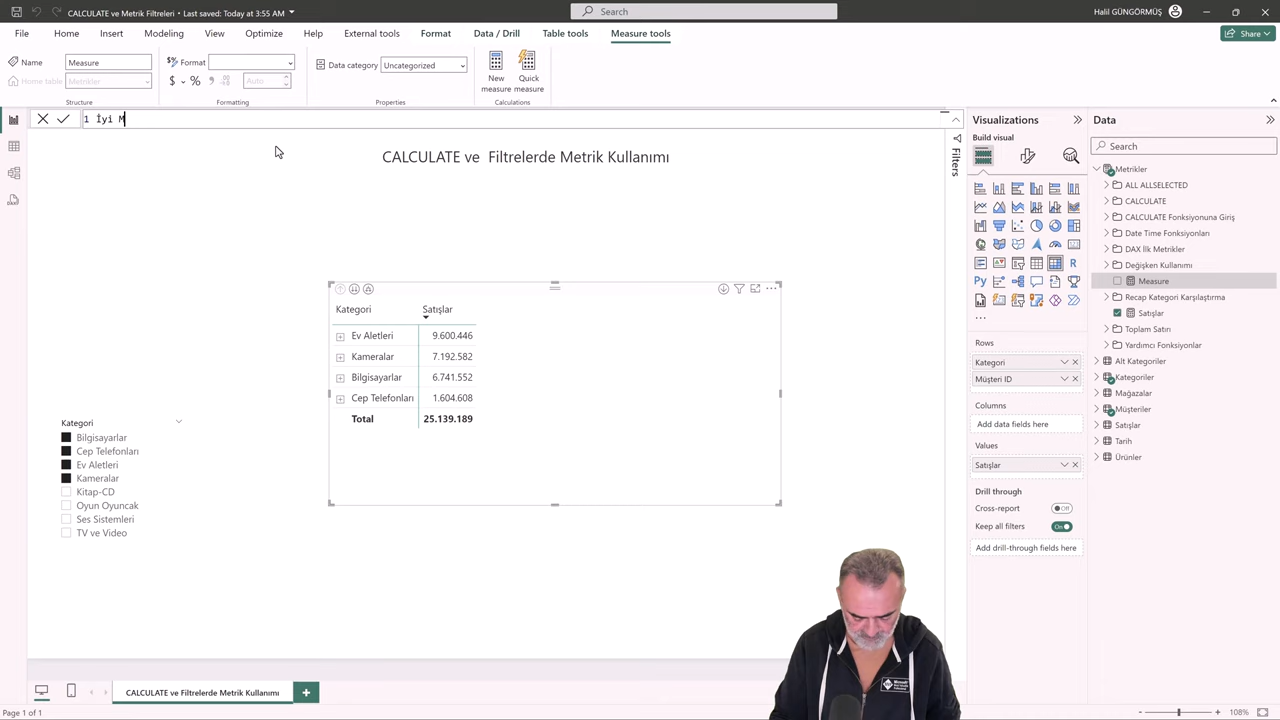 CALCULATE ve Metrik Filtreleri • Last saved: Today at 3:55 AM
Search
Halil GÜNGÖRMÜŞ
File Home Insert Modeling View Optimize Help External tools Format Data / Drill Table tools Measure tools
Share
Name Measure
Home table Metrikler
Structure
Format
$ % Auto
Formatting
Data category Uncategorized
Properties
New measure
Quick measure
Calculations
1 İyi M
CALCULATE ve Filtrelerde Metrik Kullanımı
Kategori Satışlar
Ev Aletleri 9.600.446
Kameralar 7.192.582
Bilgisayarlar 6.741.552
Cep Telefonları 1.604.608
Total 25.139.189
Kategori
Bilgisayarlar
Cep Telefonları
Ev Aletleri
Kameralar
Kitap-CD
Oyun Oyuncak
Ses Sistemleri
TV ve Video
Filters
Visualizations
Build visual
R
Py
Rows
Kategori
Müşteri ID
Columns
Add data fields here
Values
Satışlar
Drill through
Cross-report Off
Keep all filters On
Add drill-through fields here
Data
Search
Metrikler
ALL ALLSELECTED
CALCULATE
CALCULATE Fonksiyonuna Giriş
Date Time Fonksiyonları
DAX İlk Metrikler
Değişken Kullanımı
Measure
Recap Kategori Karşılaştırma
Satışlar
Toplam Satırı
Yardımcı Fonksiyonlar
Alt Kategoriler
Kategoriler
Mağazalar
Müşteriler
Satışlar
Tarih
Ürünler
CALCULATE ve Filtrelerde Metrik Kullanımı
Page 1 of 1
108%